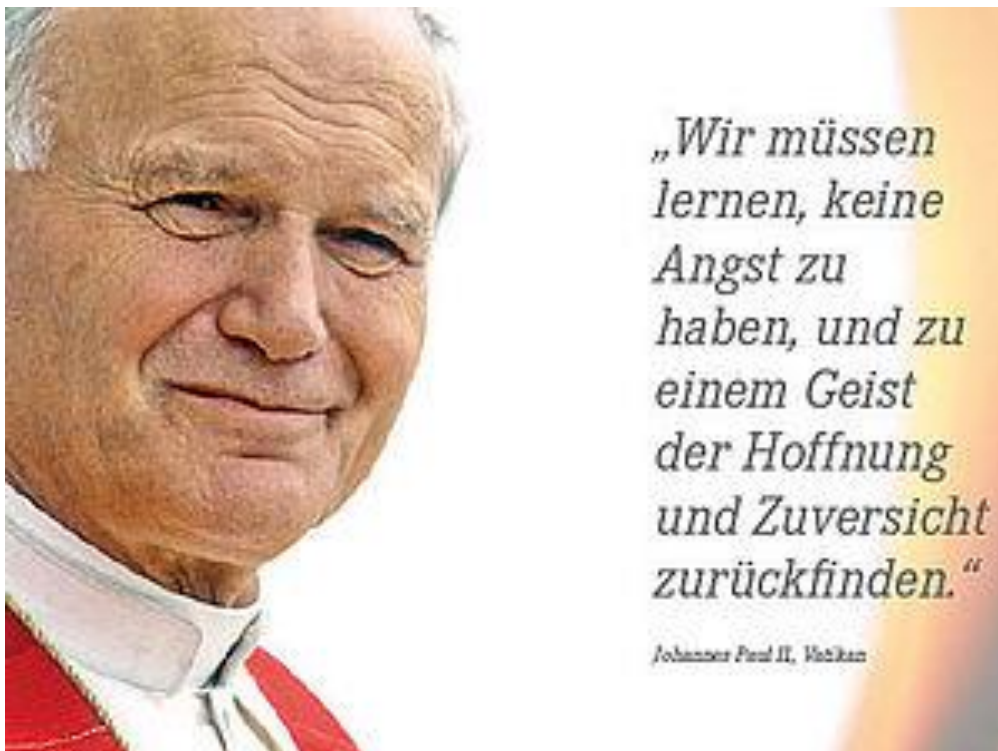 „Wir müssen
lernen, keine
Angst zu
haben, und zu
einem Geist
der Hoffnung
und Zuversicht
zurückfinden.“
Johannes Paul II, Vatikan